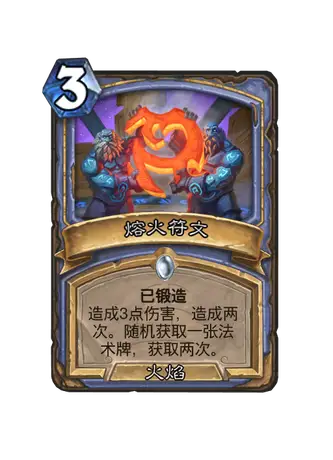 3
熔火符文
已锻造
造成3点伤害，造成两
次。随机获取一张法
术牌，获取两次。
火焰